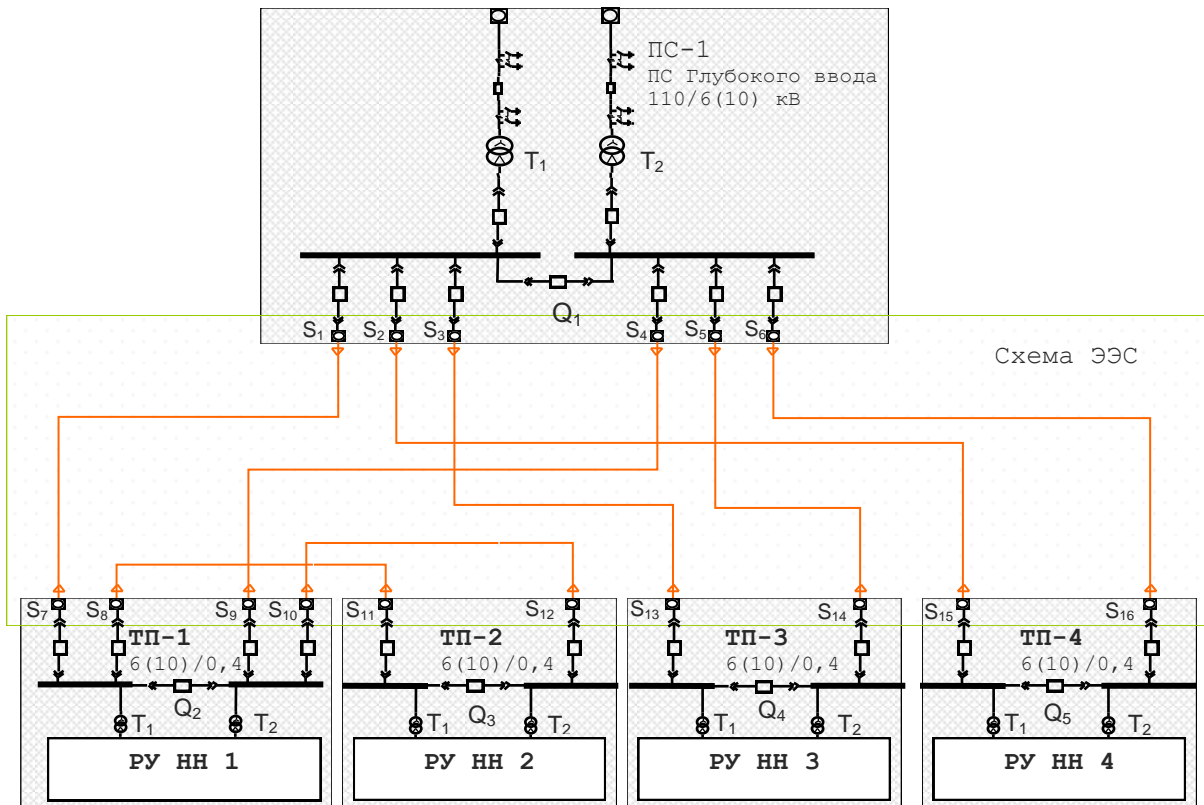 ПС-1
ПС Глубокого ввода
110/6(10) кВ
T₁
T₂
Q₁
S₁
S₂
S₃
S₄
S₅
S₆
Схема ЭЭС
S₇
S₈
S₉
S₁₀
S₁₁
S₁₂
S₁₃
S₁₄
S₁₅
S₁₆
ТП-1
ТП-2
ТП-3
ТП-4
6(10)/0,4
6(10)/0,4
6(10)/0,4
6(10)/0,4
Q₂
Q₃
Q₄
Q₅
T₁
T₂
T₁
T₂
T₁
T₂
T₁
T₂
РУ НН 1
РУ НН 2
РУ НН 3
РУ НН 4